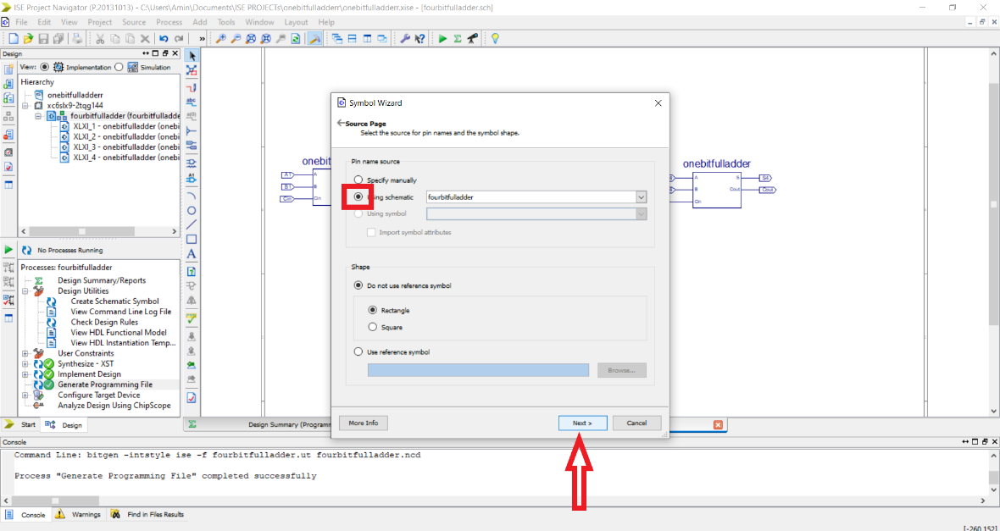 ISE Project Navigator (P.20131013) - C:\Users\Amin\Documents\ISE PROJECTs\onebitfulladderr\onebitfulladderr.xise - [fourbitfulladder.sch]
File Edit View Project Source Process Add Tools Window Layout Help
Design
View: Implementation Simulation
Hierarchy
onebitfulladderr
xc6slx9-2tqg144
fourbitfulladder (fourbitfulladde
XLXI_1 - onebitfulladder (onebi
XLXI_2 - onebitfulladder (onebi
XLXI_3 - onebitfulladder (onebi
XLXI_4 - onebitfulladder (onebi
No Processes Running
Processes: fourbitfulladder
Design Summary/Reports
Design Utilities
Create Schematic Symbol
View Command Line Log File
Check Design Rules
View HDL Functional Model
View HDL Instantiation Temp...
User Constraints
Synthesize - XST
Implement Design
Generate Programming File
Configure Target Device
Analyze Design Using ChipScope
Start Design
onebit
A1 A
B1 B
Cin Cin
Symbol Wizard
Source Page
Select the source for pin names and the symbol shape.
Pin name source
Specify manually
ing schematic fourbitfulladder
Using symbol
Import symbol attributes
Shape
Do not use reference symbol
Rectangle
Square
Use reference symbol
Browse...
More Info Next > Cancel
onebitfulladder
A S S4
B Cout Cout
Cin
Design Summary (Programm
Console
Command Line: bitgen -intstyle ise -f fourbitfulladder.ut fourbitfulladder.ncd
Process "Generate Programming File" completed successfully
Console Warnings Find in Files Results
[-260,152]